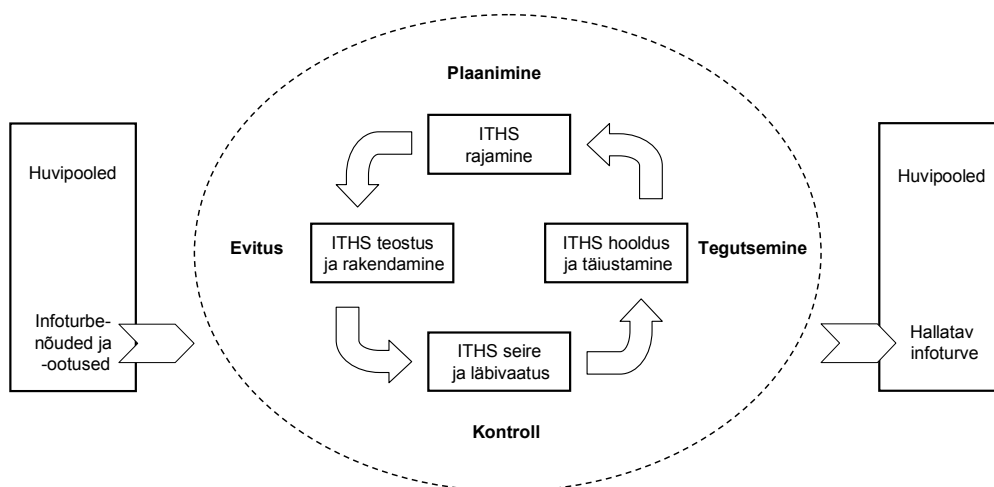 Plaanimine
ITHS
rajamine
Huvipooled
Huvipooled
Evitus
ITHS teostus
ja rakendamine
ITHS hooldus
ja täiustamine
Tegutsemine
Infoturbe-
nõuded ja
-ootused
ITHS seire
ja läbivaatus
Hallatav
infoturve
Kontroll